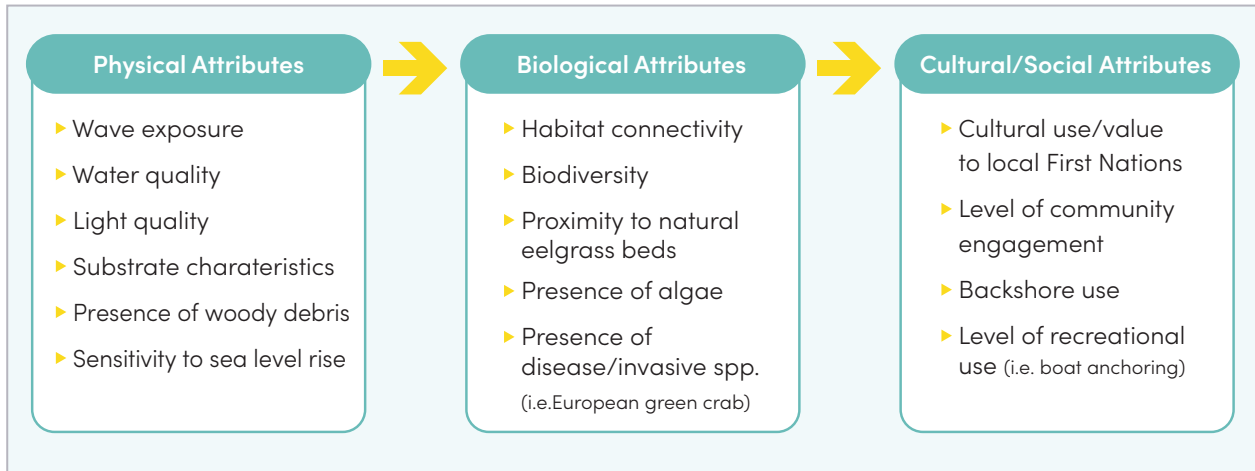 Physical Attributes
Wave exposure
Water quality
Light quality
Substrate charateristics
Presence of woody debris
Sensitivity to sea level rise
Biological Attributes
Habitat connectivity
Biodiversity
Proximity to natural
eelgrass beds
Presence of algae
Presence of
disease/invasive spp.
(i.e.European green crab)
Cultural/Social Attributes
Cultural use/value
to local First Nations
Level of community
engagement
Backshore use
Level of recreational
use (i.e. boat anchoring)